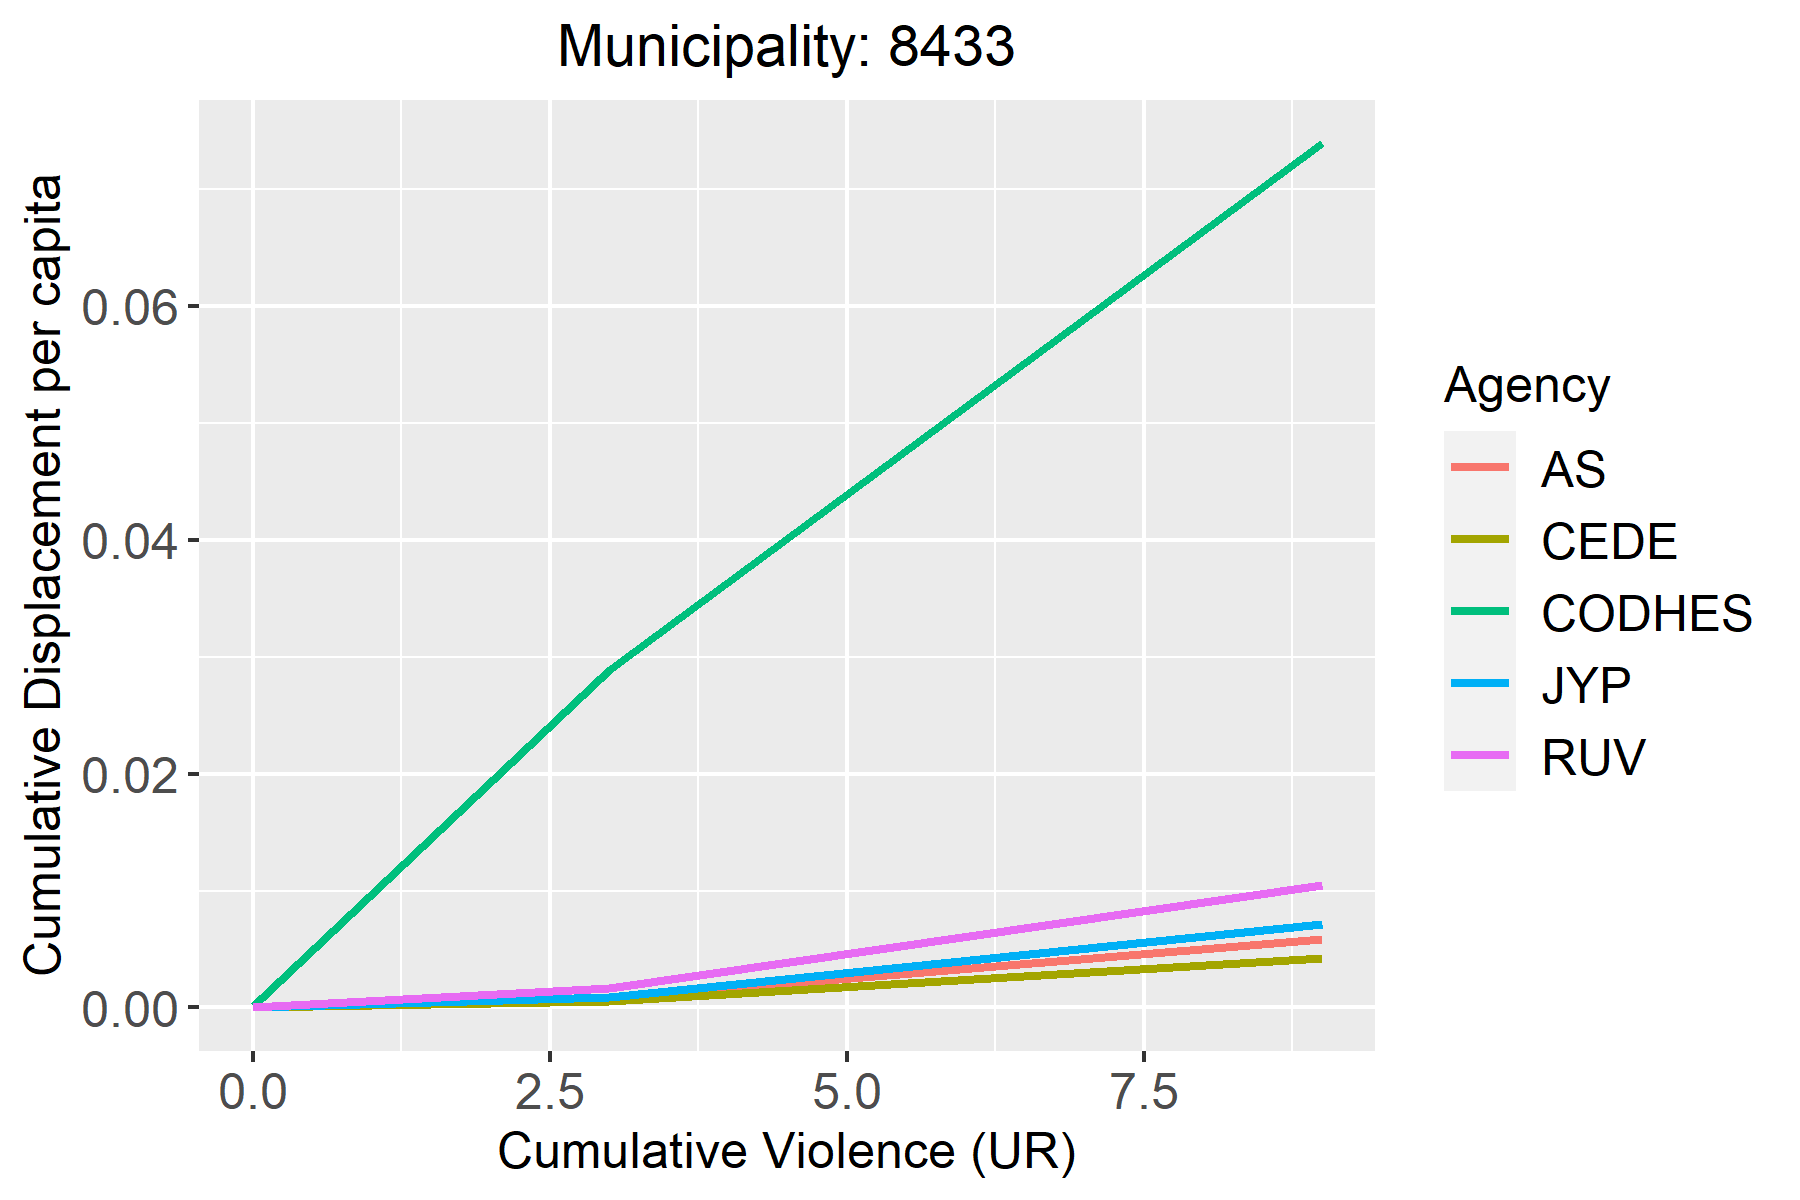 Municipality: 8433
Cumulative Displacement per capita
0.06
0.04
0.02
0.00
0.0 2.5 5.0 7.5
Cumulative Violence (UR)
Agency
AS
CEDE
CODHES
JYP
RUV